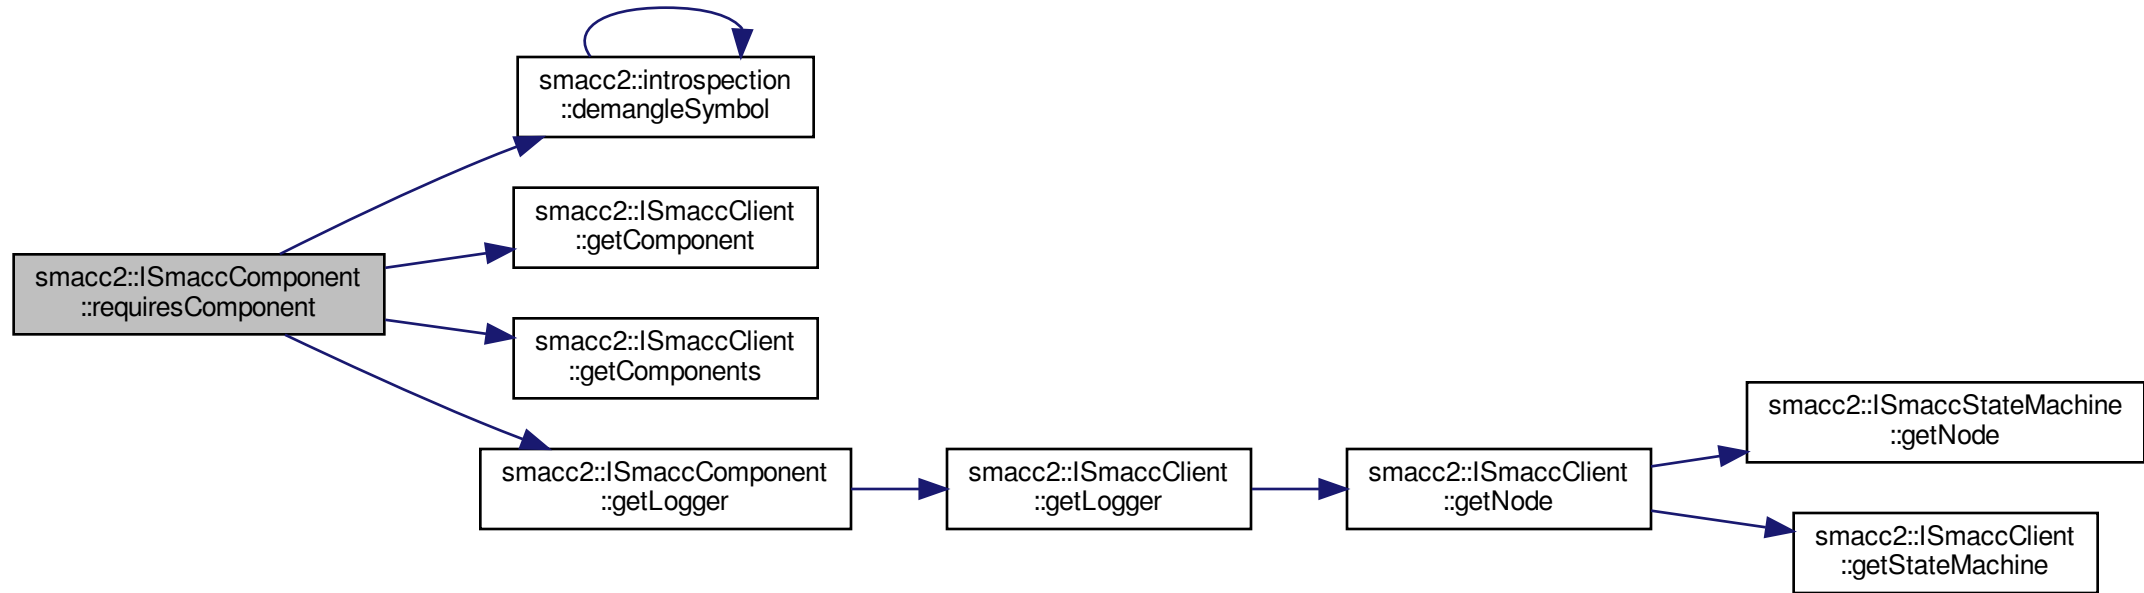 smacc2::introspection
::demangleSymbol
smacc2::ISmaccClient
::getComponent
smacc2::ISmaccComponent
::requiresComponent
smacc2::ISmaccClient
::getComponents
smacc2::ISmaccStateMachine
::getNode
smacc2::ISmaccComponent
::getLogger
smacc2::ISmaccClient
::getLogger
smacc2::ISmaccClient
::getNode
smacc2::ISmaccClient
::getStateMachine